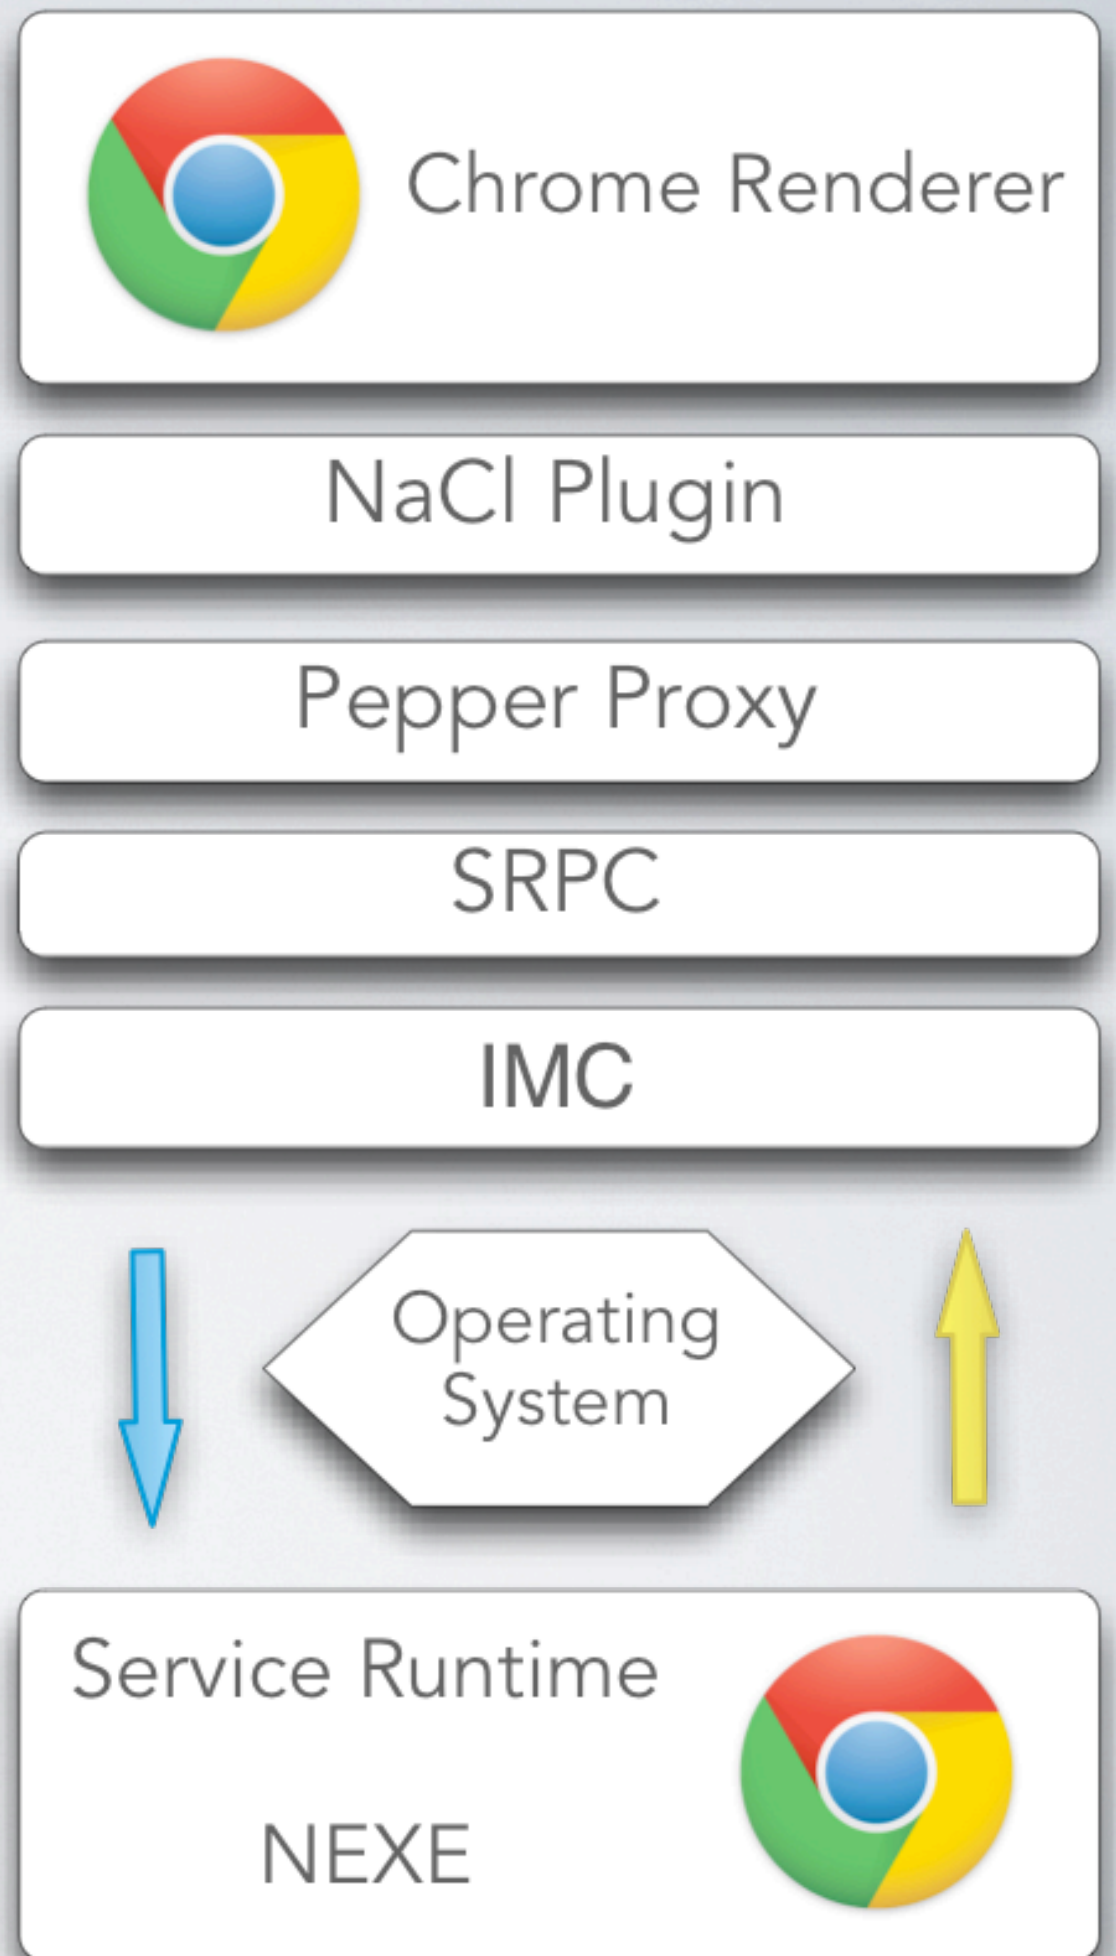 Chrome Renderer
NaCl Plugin
Pepper Proxy
SRPC
IMC
Operating
System
Service Runtime
NEXE